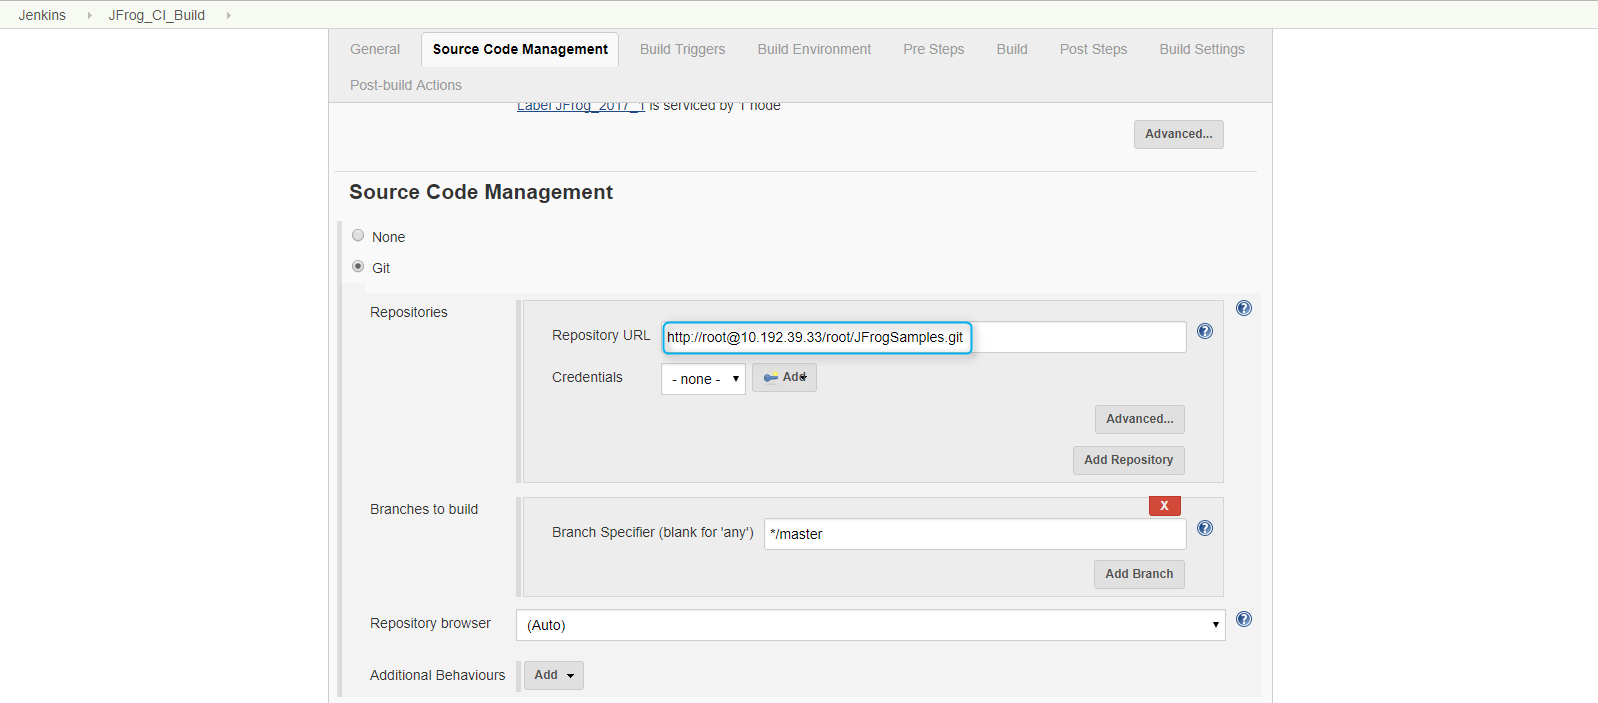 Jenkins JFrog_CI_Build
General Source Code Management Build Triggers Build Environment Pre Steps Build Post Steps Build Settings
Post-build Actions
Label JFrog_2017_1 is serviced by 1 node
Advanced...
Source Code Management
None
Git
Repositories
Repository URL http://root@10.192.39.33/root/JFrogSamples.git
Credentials - none - Add
Advanced...
Add Repository
Branches to build
X
Branch Specifier (blank for 'any') */master
Add Branch
Repository browser (Auto)
Additional Behaviours Add